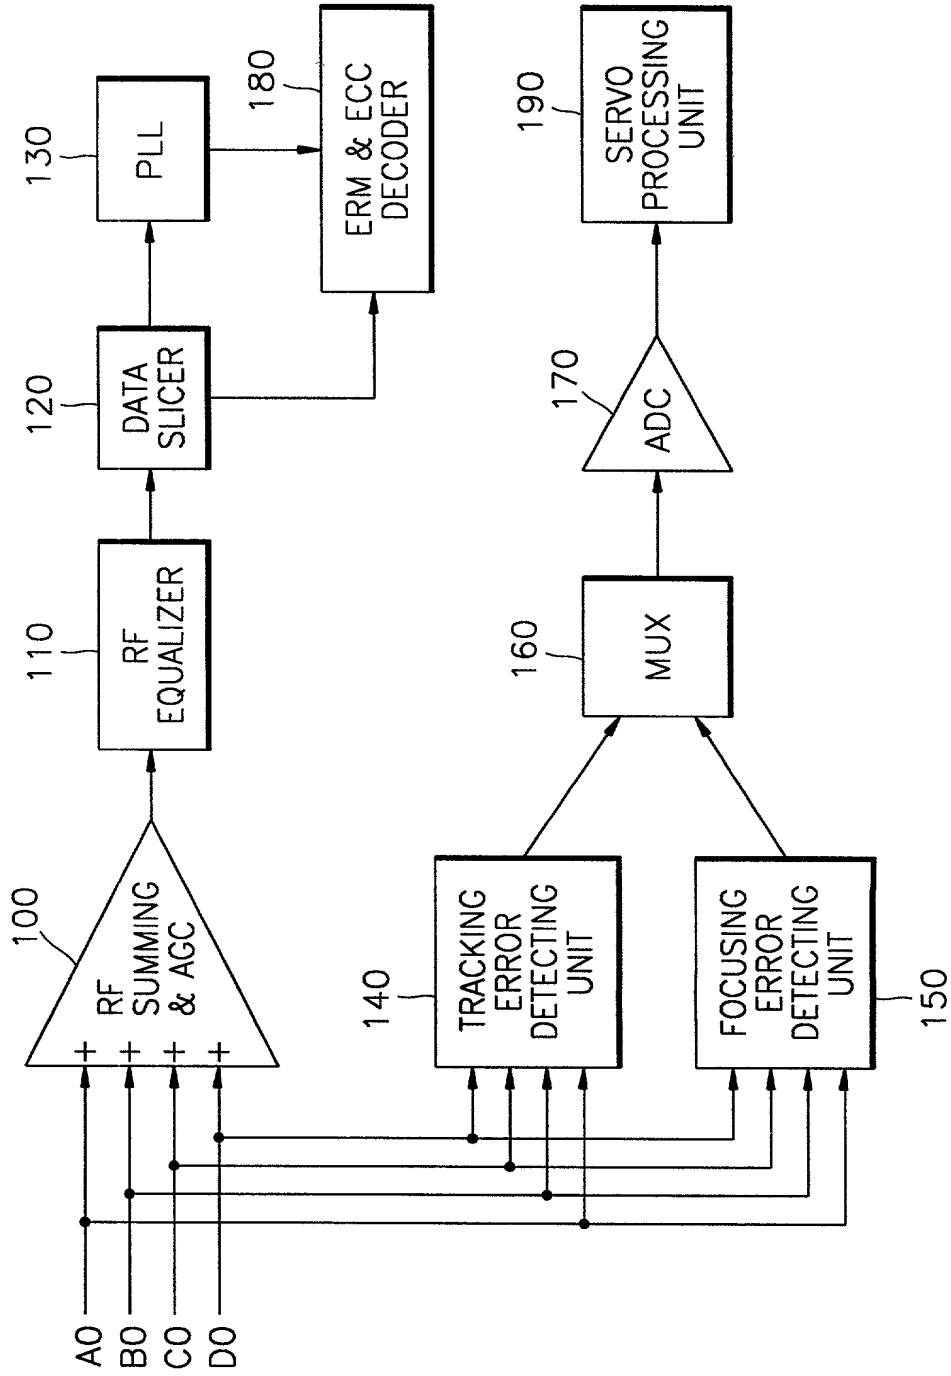 A0
B0
C0
D0
100
+
+
+
+
RF
SUMMING
& AGC
110
RF
EQUALIZER
120
DATA
SLICER
130
PLL
180
ERM & ECC
DECODER
140
TRACKING
ERROR
DETECTING
UNIT
150
FOCUSING
ERROR
DETECTING
UNIT
160
MUX
170
ADC
190
SERVO
PROCESSING
UNIT